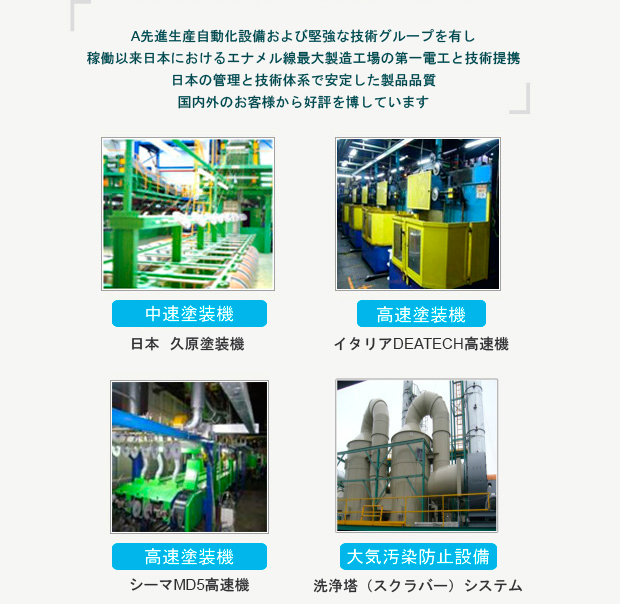 A先進生産自動化設備および堅強な技術グループを有し
稼働以来日本におけるエナメル線最大製造工場の第一電工と技術提携
日本の管理と技術体系で安定した製品品質
国内外のお客様から好評を博しています
中速塗装機
高速塗装機
日本 久原塗装機
イタリアDEATECH高速機
高速塗装機
大気汚染防止設備
シーマMD5高速機
洗浄塔（スクラバー）システム